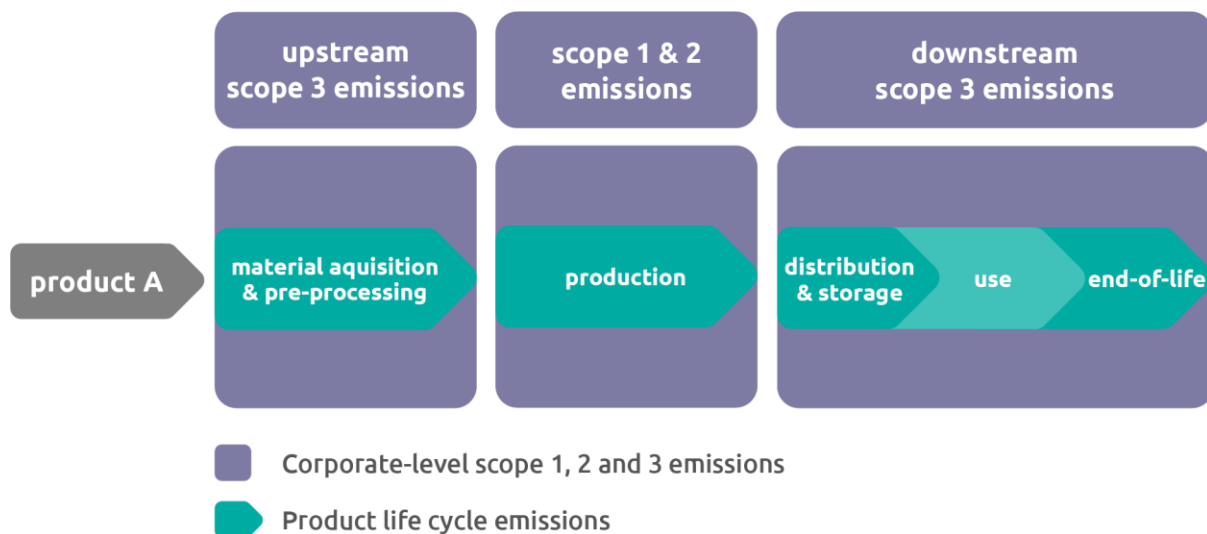 upstream
scope 3 emissions
scope 1 & 2
emissions
downstream
scope 3 emissions
product A
material aquisition
& pre-processing
production
distribution
& storage
use
end-of-life
Corporate-level scope 1, 2 and 3 emissions
Product life cycle emissions